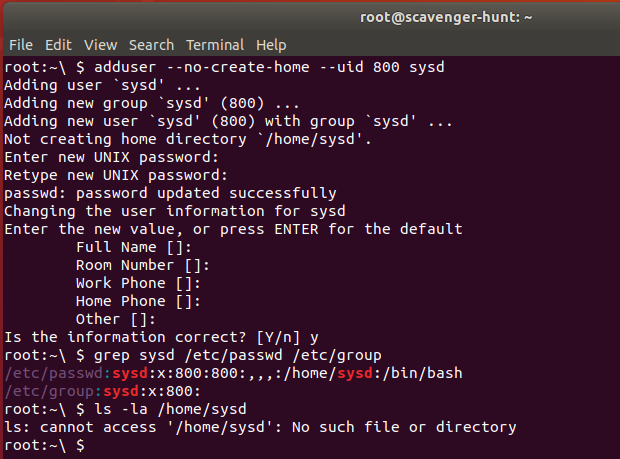 root@scavenger-hunt: ~
File Edit View Search Terminal Help
root:~\ $ adduser --no-create-home --uid 800 sysd
Adding user `sysd' ...
Adding new group `sysd' (800) ...
Adding new user `sysd' (800) with group `sysd' ...
Not creating home directory `/home/sysd'.
Enter new UNIX password:
Retype new UNIX password:
passwd: password updated successfully
Changing the user information for sysd
Enter the new value, or press ENTER for the default
        Full Name []:
        Room Number []:
        Work Phone []:
        Home Phone []:
        Other []:
Is the information correct? [Y/n] y
root:~\ $ grep sysd /etc/passwd /etc/group
/etc/passwd:sysd:x:800:800:,,,:/home/sysd:/bin/bash
/etc/group:sysd:x:800:
root:~\ $ ls -la /home/sysd
ls: cannot access '/home/sysd': No such file or directory
root:~\ $